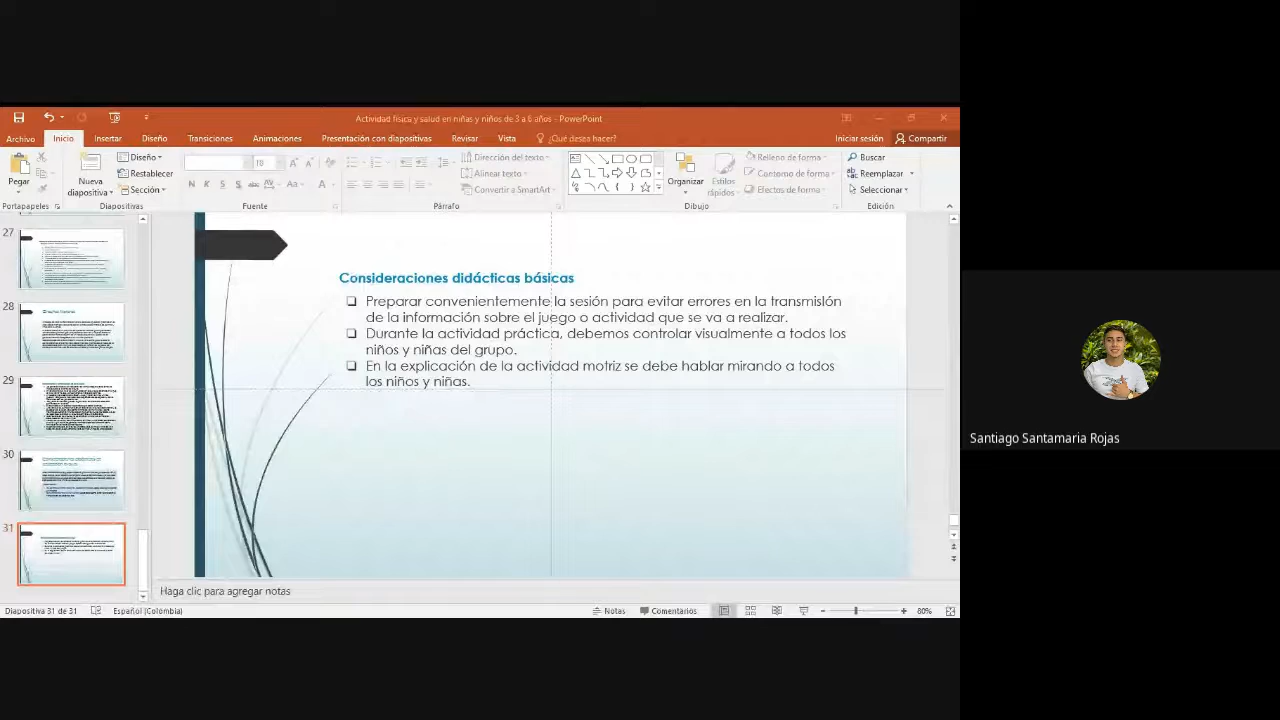 Actividad física y salud en niñas y niños de 3 a 6 años - PowerPoint
Archivo Inicio Insertar Diseño Transiciones Animaciones Presentación con diapositivas Revisar Vista ¿Qué desea hacer? Iniciar sesión Compartir
Pegar
Nueva diapositiva
Diseño
Restablecer
Sección
18
N K S S abc AV Aa A
Dirección del texto
Alinear texto
Convertir a SmartArt
Organizar
Estilos rápidos
Relleno de forma
Contorno de forma
Efectos de forma
Buscar
Reemplazar
Seleccionar
Portapapeles Diapositivas Fuente Párrafo Dibujo Edición
27
28
29
30
31
Consideraciones didácticas básicas
Preparar convenientemente la sesión para evitar errores en la transmisión
de la información sobre el juego o actividad que se va a realizar.
Durante la actividad práctica, debemos controlar visualmente a todos los
niños y niñas del grupo.
En la explicación de la actividad motriz se debe hablar mirando a todos
los niños y niñas.
Santiago Santamaria Rojas
Haga clic para agregar notas
Diapositiva 31 de 31 Español (Colombia) Notas Comentarios 80%